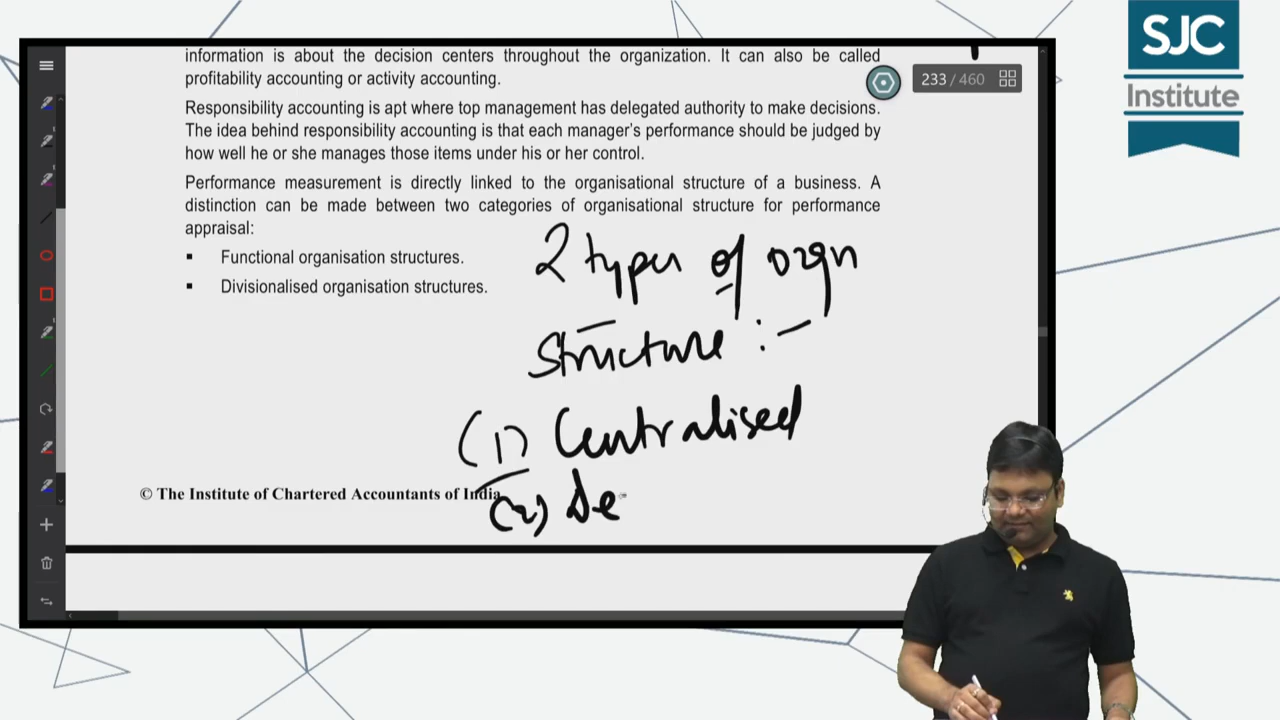 information is about the decision centers throughout the organization. It can also be called
profitability accounting or activity accounting.
Responsibility accounting is apt where top management has delegated authority to make decisions.
The idea behind responsibility accounting is that each manager's performance should be judged by
how well he or she manages those items under his or her control.
Performance measurement is directly linked to the organisational structure of a business. A
distinction can be made between two categories of organisational structure for performance
appraisal:
▪ Functional organisation structures.
▪ Divisionalised organisation structures.
2 types of orgn
Structure :-
(1) Centralised
(2) De
© The Institute of Chartered Accountants of India
233 / 460
SJC
Institute